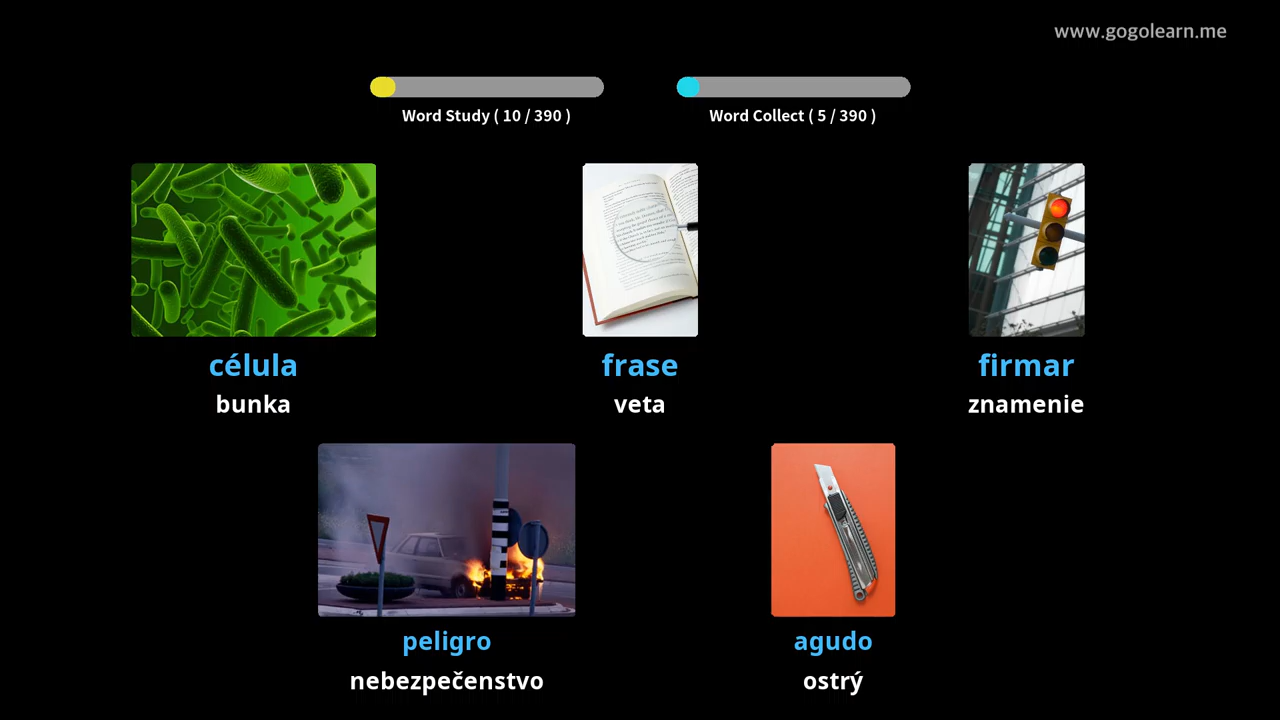 www.gogolearn.me
Word Study ( 10 / 390 )
Word Collect ( 5 / 390 )
célula
bunka
frase
veta
firmar
znamenie
peligro
nebezpečenstvo
agudo
ostrý